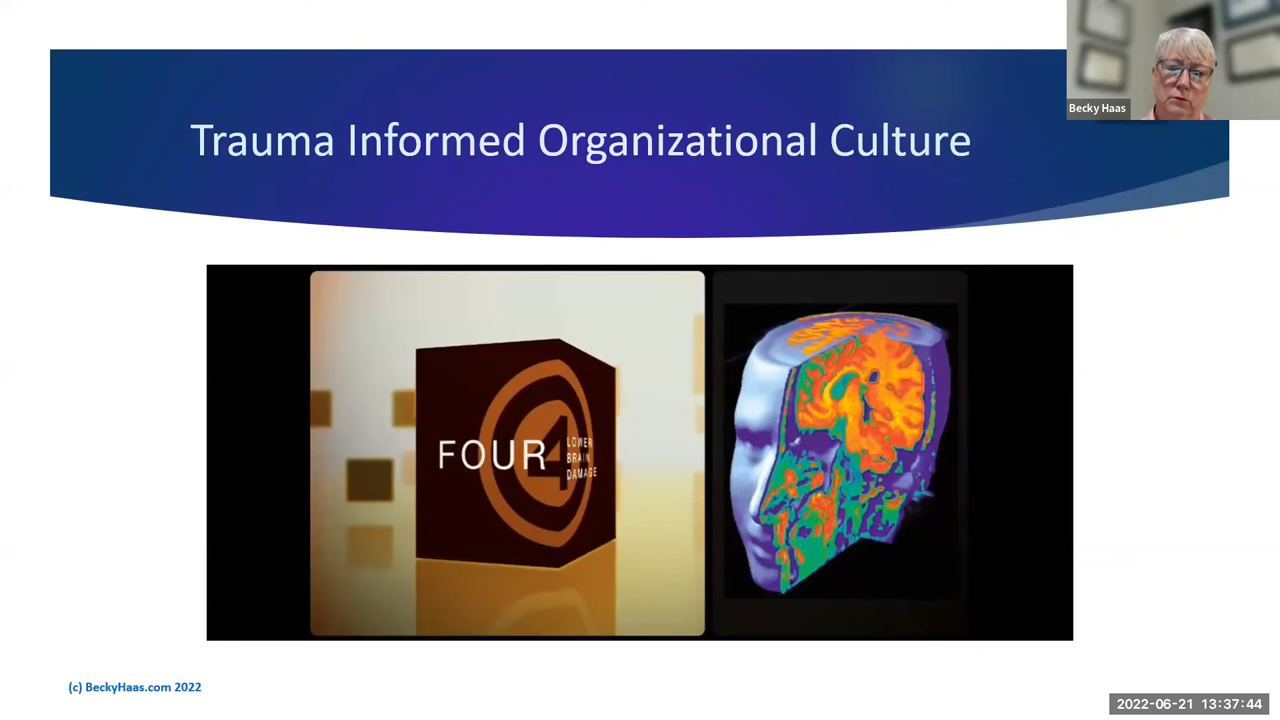 Trauma Informed Organizational Culture
Becky Haas
FOUR
4
LOWER
BRAIN
DAMAGE
(c) BeckyHaas.com 2022
2022-06-21 13:37:44